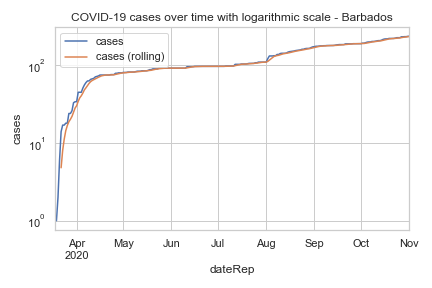 COVID-19 cases over time with logarithmic scale - Barbados
cases
cases (rolling)
10²
10¹
10⁰
cases
Apr May Jun Jul Aug Sep Oct Nov
2020
dateRep